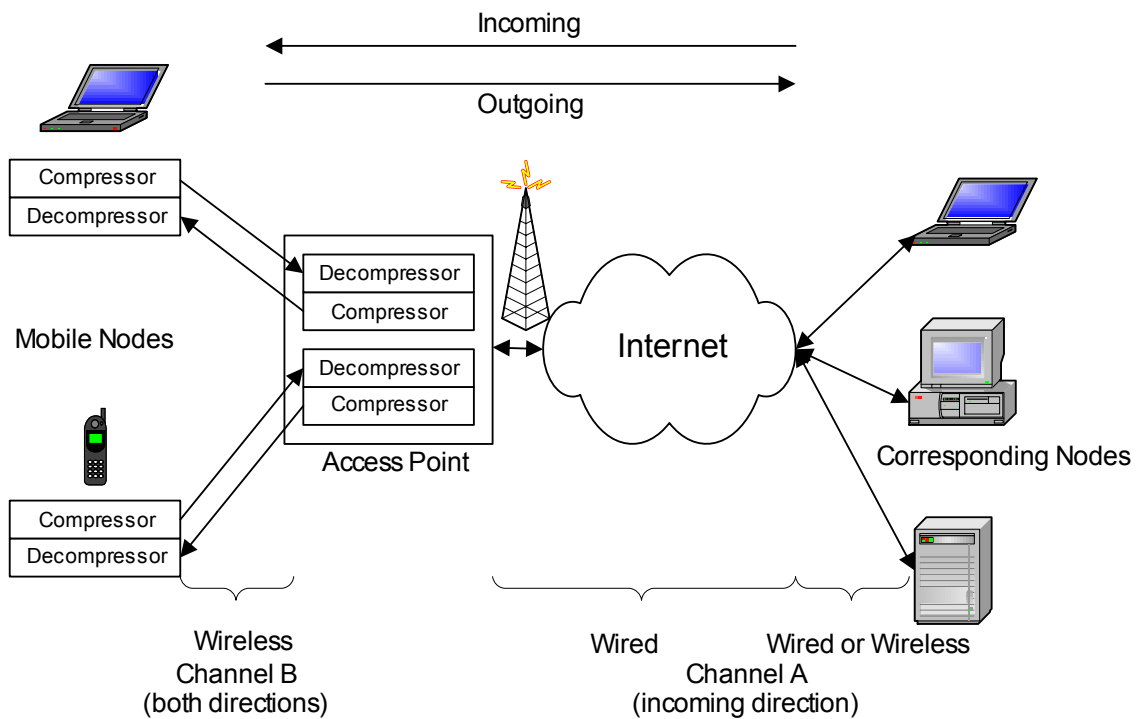 Incoming
Outgoing
Compressor
Decompressor
Decompressor
Compressor
Mobile Nodes
Internet
Decompressor
Compressor
Access Point
Corresponding Nodes
Compressor
Decompressor
Wireless
Wired
Wired or Wireless
Channel B
(both directions)
Channel A
(incoming direction)